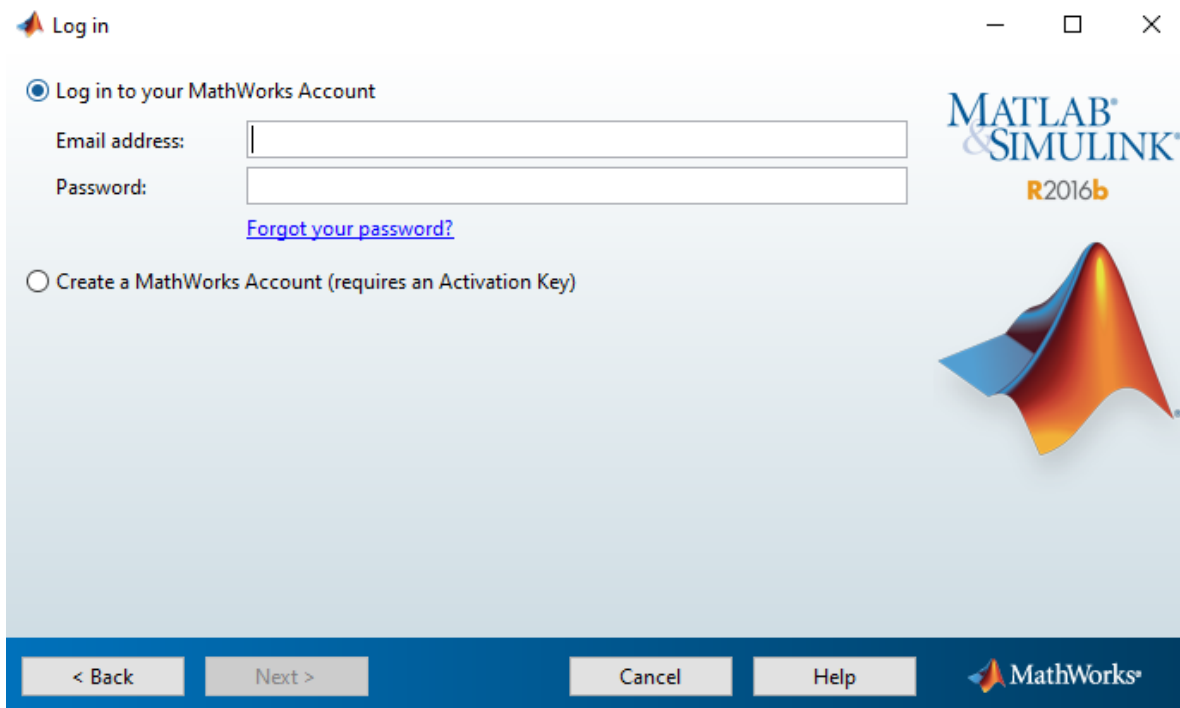 Log in
Log in to your MathWorks Account
Email address:
Password:
Forgot your password?
Create a MathWorks Account (requires an Activation Key)
MATLAB®
&SIMULINK®
R2016b
®
< Back
Next >
Cancel
Help
MathWorks®